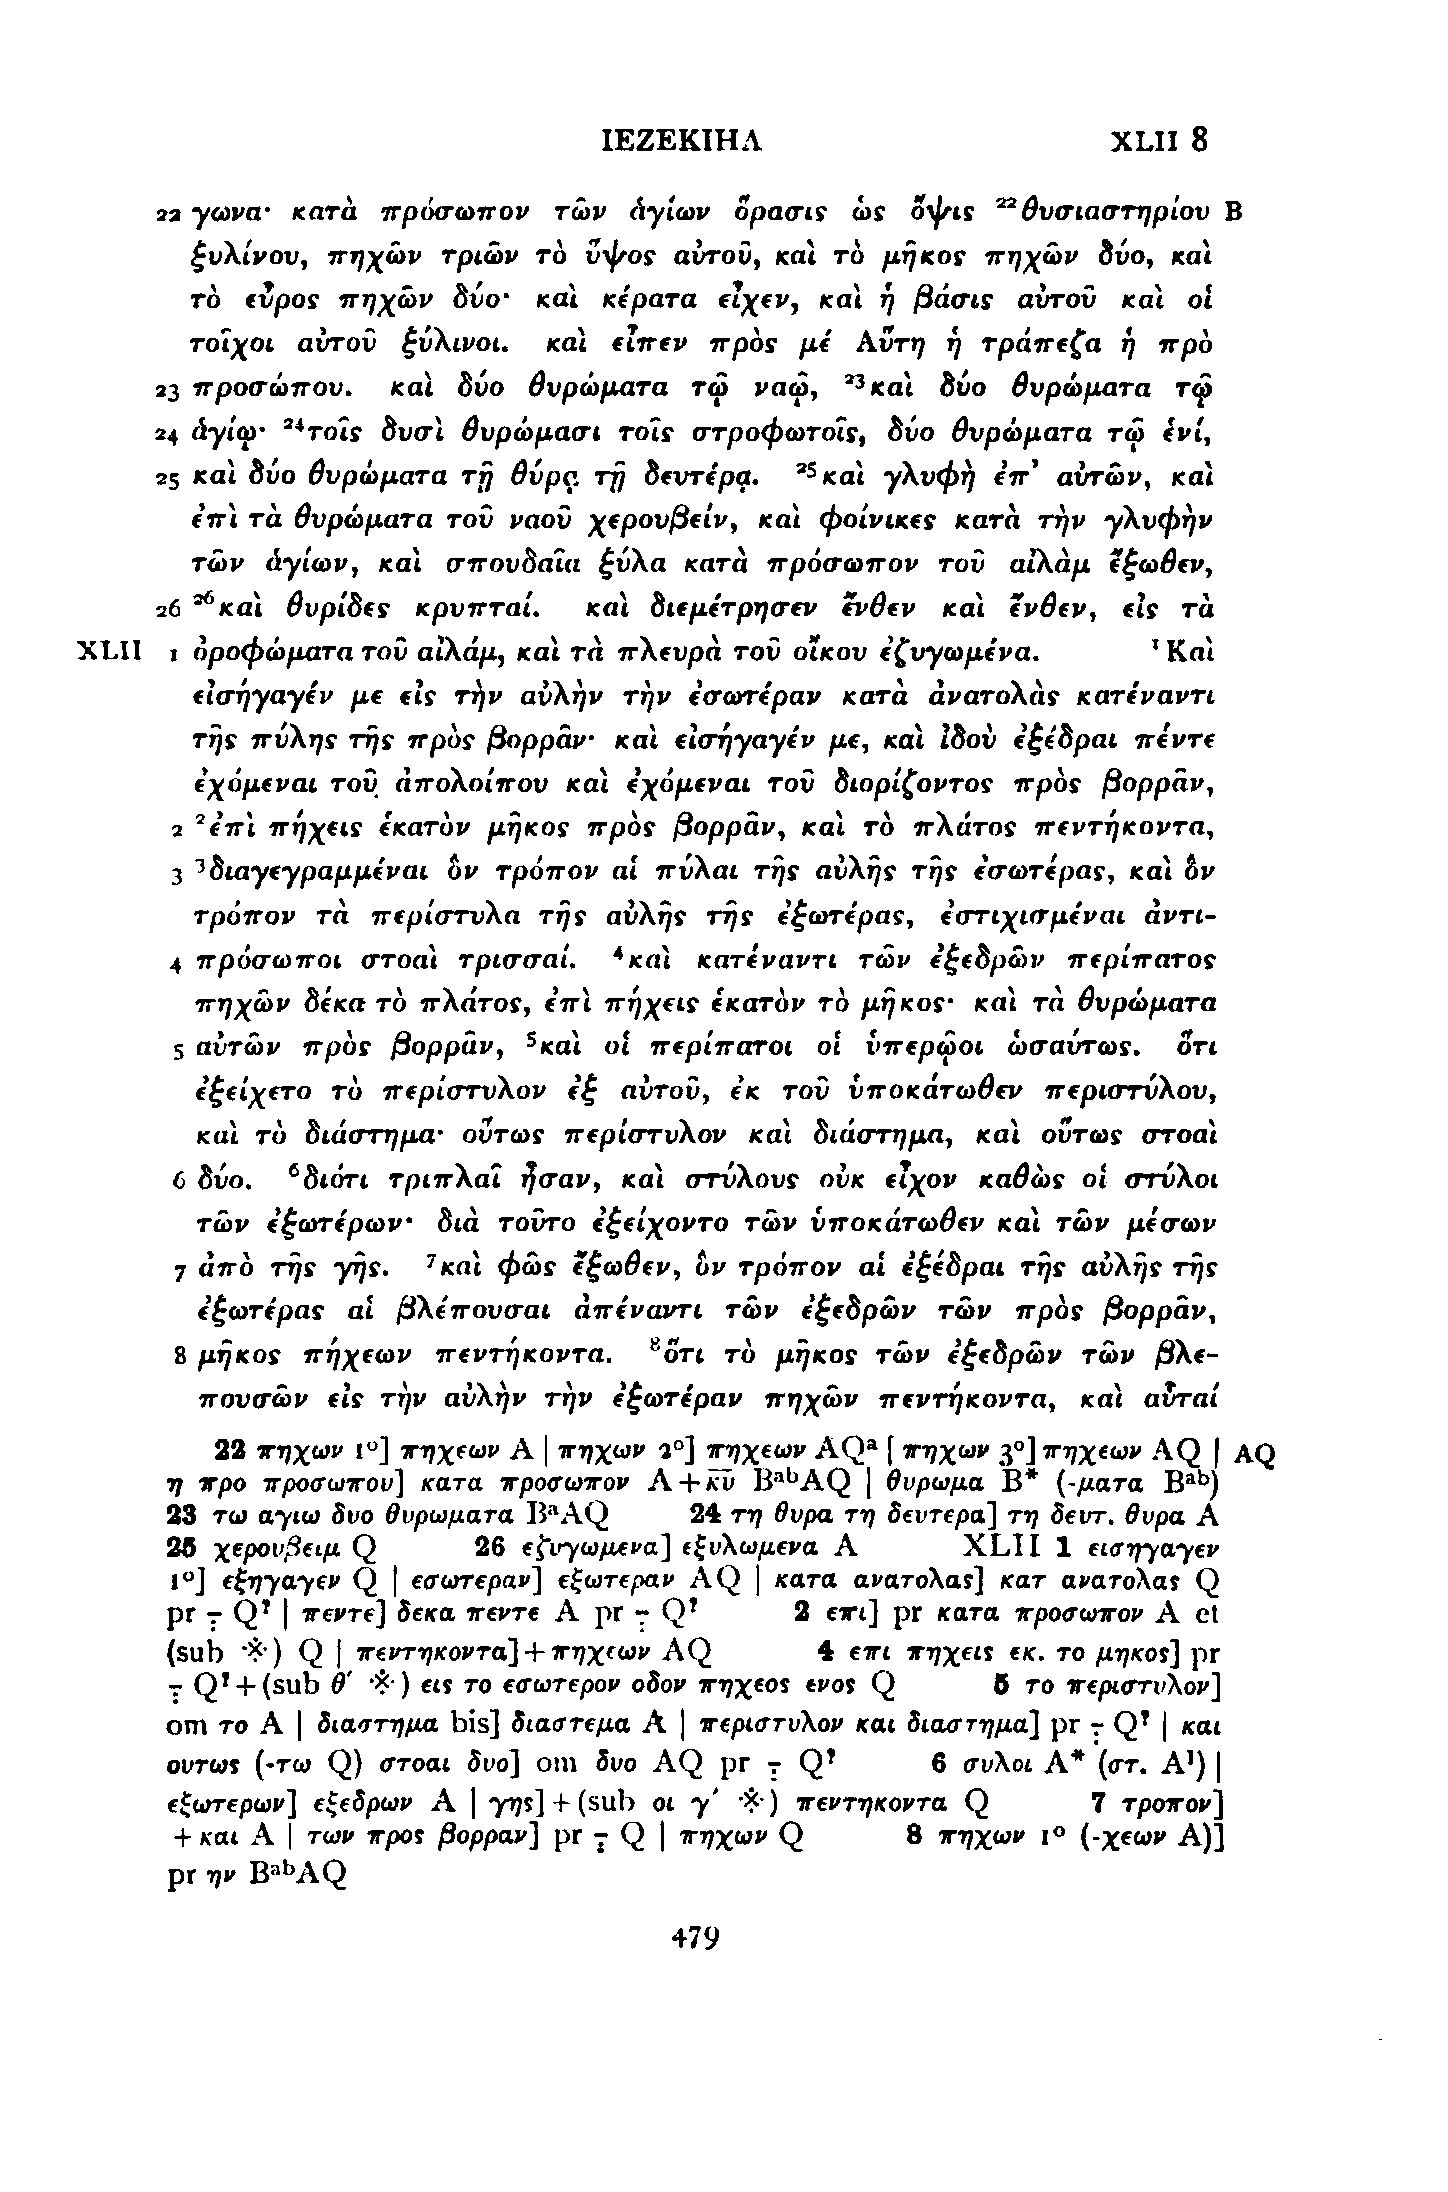 ΙΕΖΕΚΙΗΛ XLII 8
22 γωνα· κατὰ πρόσωπον τῶν ἁγίων ὅρασις ὡς ὄψις ²²θυσιαστηρίου B
ξυλίνου, πηχῶν τριῶν τὸ ὕψος αὐτοῦ, καὶ τὸ μῆκος πηχῶν δύο, καὶ
τὸ εὖρος πηχῶν δύο· καὶ κέρατα εἶχεν, καὶ ἡ βάσις αὐτοῦ καὶ οἱ
τοῖχοι αὐτοῦ ξύλινοι. καὶ εἶπεν πρὸς μέ Αὕτη ἡ τράπεζα ἡ πρὸ
23 προσώπου. καὶ δύο θυρώματα τῷ ναῷ, ²³καὶ δύο θυρώματα τῷ
24 ἁγίῳ· ²⁴τοῖς δυσὶ θυρώμασι τοῖς στροφωτοῖς, δύο θυρώματα τῷ ἑνί,
25 καὶ δύο θυρώματα τῇ θύρᾳ τῇ δευτέρᾳ. ²⁵καὶ γλυφὴ ἐπ’ αὐτῶν, καὶ
ἐπὶ τὰ θυρώματα τοῦ ναοῦ χερουβείν, καὶ φοίνικες κατὰ τὴν γλυφὴν
τῶν ἁγίων, καὶ σπουδαῖα ξύλα κατὰ πρόσωπον τοῦ αἰλὰμ ἔξωθεν,
26 ²⁶καὶ θυρίδες κρυπταί. καὶ διεμέτρησεν ἔνθεν καὶ ἔνθεν, εἰς τὰ
XLII 1 ὀροφώματα τοῦ αἰλάμ, καὶ τὰ πλευρὰ τοῦ οἴκου ἐζυγωμένα. ¹Καὶ
εἰσήγαγέν με εἰς τὴν αὐλὴν τὴν ἐσωτέραν κατὰ ἀνατολὰς κατέναντι
τῆς πύλης τῆς πρὸς βορρᾶν· καὶ εἰσήγαγέν με, καὶ ἰδοὺ ἐξέδραι πέντε
ἐχόμεναι τοῦ ἀπολοίπου καὶ ἐχόμεναι τοῦ διορίζοντος πρὸς βορρᾶν,
2 ²ἐπὶ πήχεις ἑκατὸν μῆκος πρὸς βορρᾶν, καὶ τὸ πλάτος πεντήκοντα,
3 ³διαγεγραμμέναι ὃν τρόπον αἱ πύλαι τῆς αὐλῆς τῆς ἐσωτέρας, καὶ ὃν
τρόπον τὰ περίστυλα τῆς αὐλῆς τῆς ἐξωτέρας, ἐστιχισμέναι ἀντι-
4 πρόσωποι στοαὶ τρισσαί. ⁴καὶ κατέναντι τῶν ἐξεδρῶν περίπατος
πηχῶν δέκα τὸ πλάτος, ἐπὶ πήχεις ἑκατὸν τὸ μῆκος· καὶ τὰ θυρώματα
5 αὐτῶν πρὸς βορρᾶν, ⁵καὶ οἱ περίπατοι οἱ ὑπερῷοι ὡσαύτως. ὅτι
ἐξείχετο τὸ περίστυλον ἐξ αὐτοῦ, ἐκ τοῦ ὑποκάτωθεν περιστύλου,
καὶ τὸ διάστημα· οὕτως περίστυλον καὶ διάστημα, καὶ οὕτως στοαὶ
6 δύο. ⁶διότι τριπλαῖ ἦσαν, καὶ στύλους οὐκ εἶχον καθὼς οἱ στύλοι
τῶν ἐξωτέρων· διὰ τοῦτο ἐξείχοντο τῶν ὑποκάτωθεν καὶ τῶν μέσων
7 ἀπὸ τῆς γῆς. ⁷καὶ φῶς ἔξωθεν, ὃν τρόπον αἱ ἐξέδραι τῆς αὐλῆς τῆς
ἐξωτέρας αἱ βλέπουσαι ἀπέναντι τῶν ἐξεδρῶν τῶν πρὸς βορρᾶν,
8 μῆκος πήχεων πεντήκοντα. ⁸ὅτι τὸ μῆκος τῶν ἐξεδρῶν τῶν βλε-
πουσῶν εἰς τὴν αὐλὴν τὴν ἐξωτέραν πηχῶν πεντήκοντα, καὶ αὗταί
22 πηχων 1º] πηχεων A | πηχων 2º] πηχεων AQᵃ | πηχων 3º] πηχεων AQ | AQ
η προ προσωπου] κατα προσωπον A + κ̅υ̅ BᵃᵇAQ | θυρωμα B* (-ματα Bᵃᵇ)
23 τω αγιω δυο θυρωματα BᵃAQ 24 τη θυρα τη δευτερα] τη δευτ. θυρα A
25 χερουβειμ Q 26 εζυγωμενα] εξυλωμενα A XLII 1 εισηγαγεν
1º] εξηγαγεν Q | εσωτεραν] εξωτεραν AQ | κατα ανατολας] κατ ανατολας Q
pr ⨪ Qˀ | πεντε] δεκα πεντε A pr ⨪ Qˀ 2 επι] pr κατα προσωπον A et
(sub ※) Q | πεντηκοντα] + πηχεων AQ 4 επι πηχεις εκ. το μηκος] pr
⨪ Qˀ + (sub θ′ ※) εις το εσωτερον οδον πηχεος ενος Q 5 το περιστυλον]
om το A | διαστημα bis] διαστεμα A | περιστυλον και διαστημα] pr ⨪ Qˀ | και
ουτως (-τω Q) στοαι δυο] om δυο AQ pr ⨪ Qˀ 6 συλοι A* (στ. A¹) |
εξωτερων] εξεδρων A | γης] + (sub οι γ′ ※) πεντηκοντα Q 7 τροπον]
+ και A | των προς βορραν] pr ⨪ Q | πηχων Q 8 πηχων 1º (-χεων A)]
pr ην BᵃᵇAQ
479